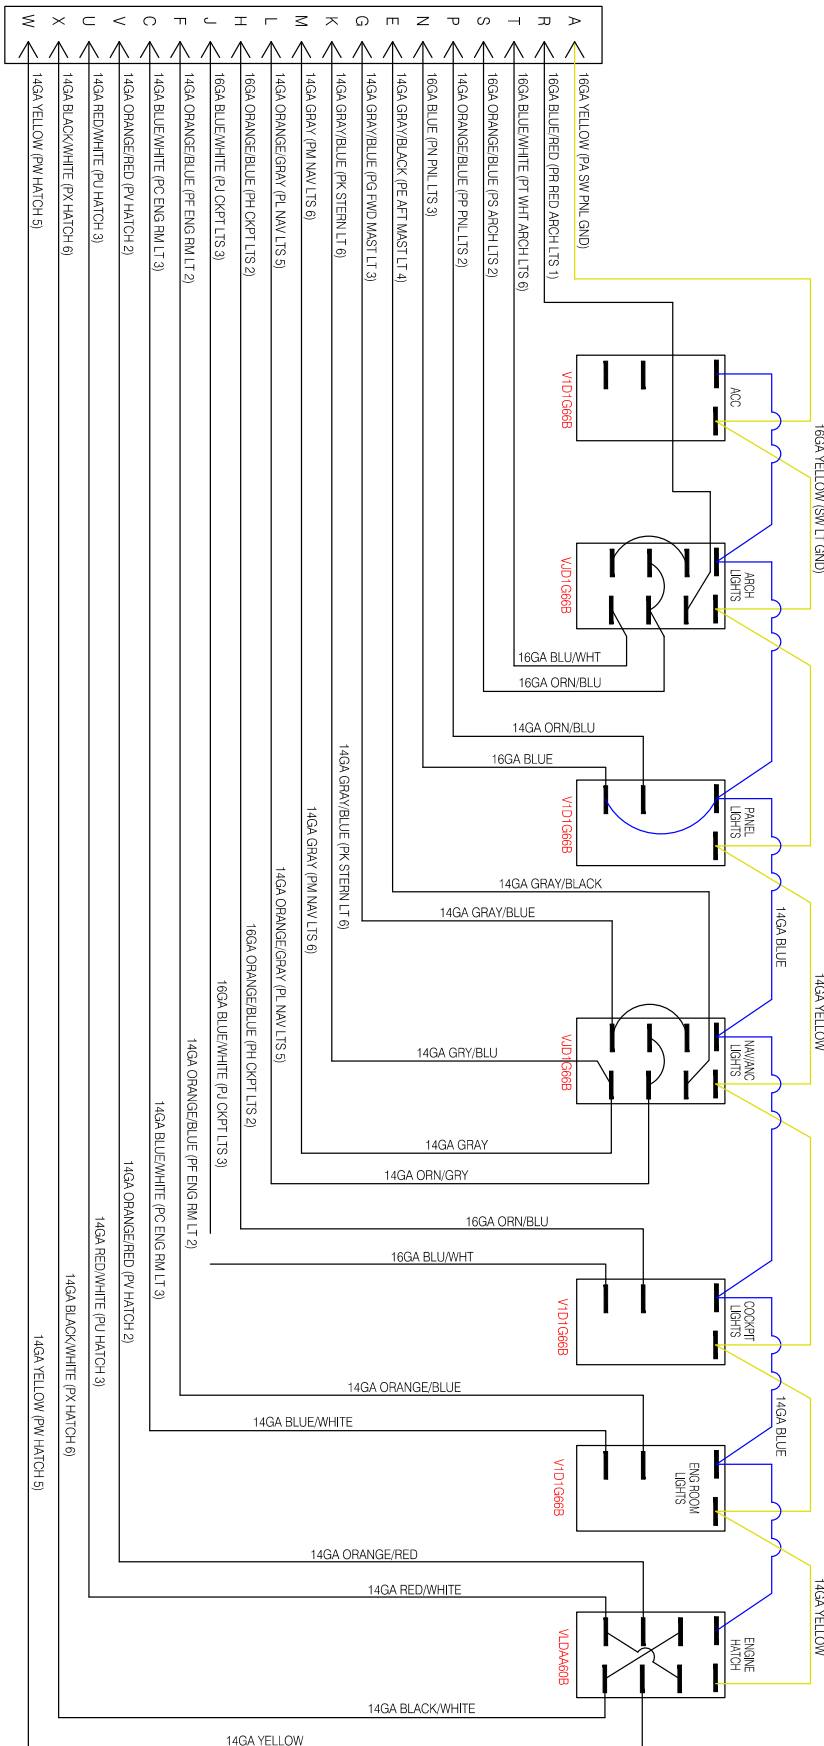 W
X
U
V
C
F
J
H
L
M
K
G
E
N
P
S
T
R
A
14GA YELLOW (PW HATCH 5)
14GA BLACK/WHITE (PX HATCH 6)
14GA RED/WHITE (PU HATCH 3)
14GA ORANGE/RED (PV HATCH 2)
14GA BLUE/WHITE (PC ENG RM LT 3)
14GA ORANGE/BLUE (PF ENG RM LT 2)
16GA BLUE/WHITE (PJ CKPT LTS 3)
16GA ORANGE/BLUE (PH CKPT LTS 2)
14GA ORANGE/GRAY (PL NAV LTS 5)
14GA GRAY (PM NAV LTS 6)
14GA GRAY/BLUE (PK STERN LT 6)
14GA GRAY/BLUE (PG FWD MAST LT 3)
14GA GRAY/BLACK (PE AFT MAST LT 4)
16GA BLUE (PN PNL LTS 3)
14GA ORANGE/BLUE (PP PNL LTS 2)
16GA ORANGE/BLUE (PS ARCH LTS 2)
16GA BLUE/WHITE (PT WHT ARCH LTS 6)
16GA BLUE/RED (PR RED ARCH LTS 1)
16GA YELLOW (PA SW PNL GND)
ACC
V1D1G66B
16GA YELLOW (SW LT GND)
ARCH
LIGHTS
VJD1G66B
16GA BLU/WHT
16GA ORN/BLU
14GA ORN/BLU
16GA BLUE
PANEL
LIGHTS
V1D1G66B
14GA GRAY/BLUE (PK STERN LT 6)
14GA GRAY (PM NAV LTS 6)
14GA ORANGE/GRAY (PL NAV LTS 5)
16GA ORANGE/BLUE (PH CKPT LTS 2)
16GA BLUE/WHITE (PJ CKPT LTS 3)
14GA ORANGE/BLUE (PF ENG RM LT 2)
14GA BLUE/WHITE (PC ENG RM LT 3)
14GA ORANGE/RED (PV HATCH 2)
14GA RED/WHITE (PU HATCH 3)
14GA BLACK/WHITE (PX HATCH 6)
14GA YELLOW (PW HATCH 5)
14GA GRAY/BLACK
14GA GRAY/BLUE
14GA BLUE
14GA YELLOW
NAV/ANC
LIGHTS
VJD1G66B
14GA GRY/BLU
14GA GRAY
14GA ORN/GRY
16GA ORN/BLU
16GA BLU/WHT
COCKPIT
LIGHTS
V1D1G66B
14GA ORANGE/BLUE
14GA BLUE/WHITE
14GA BLUE
ENG ROOM
LIGHTS
V1D1G66B
14GA ORANGE/RED
14GA RED/WHITE
14GA YELLOW
ENGINE
HATCH
VLDAA60B
14GA BLACK/WHITE
14GA YELLOW